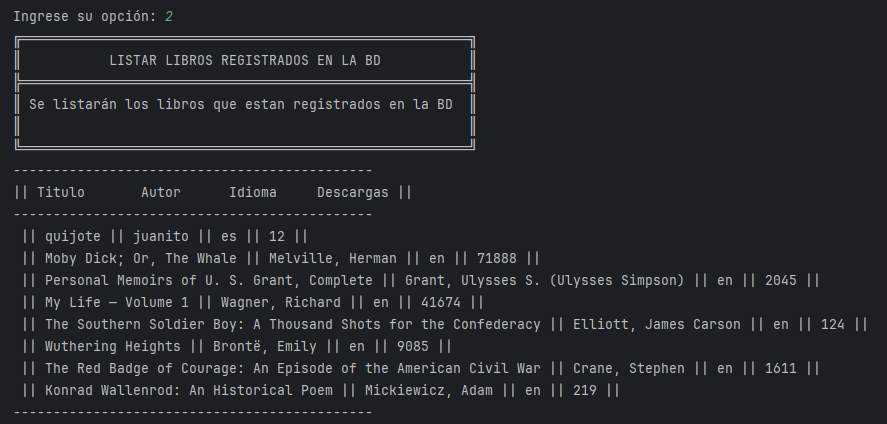 Ingrese su opción: 2
LISTAR LIBROS REGISTRADOS EN LA BD
Se listarán los libros que estan registrados en la BD
---------------------------------------------
|| Titulo       Autor      Idioma     Descargas ||
---------------------------------------------
|| quijote || juanito || es || 12 ||
|| Moby Dick; Or, The Whale || Melville, Herman || en || 71888 ||
|| Personal Memoirs of U. S. Grant, Complete || Grant, Ulysses S. (Ulysses Simpson) || en || 2045 ||
|| My Life — Volume 1 || Wagner, Richard || en || 41674 ||
|| The Southern Soldier Boy: A Thousand Shots for the Confederacy || Elliott, James Carson || en || 124 ||
|| Wuthering Heights || Brontë, Emily || en || 9085 ||
|| The Red Badge of Courage: An Episode of the American Civil War || Crane, Stephen || en || 1611 ||
|| Konrad Wallenrod: An Historical Poem || Mickiewicz, Adam || en || 219 ||
---------------------------------------------